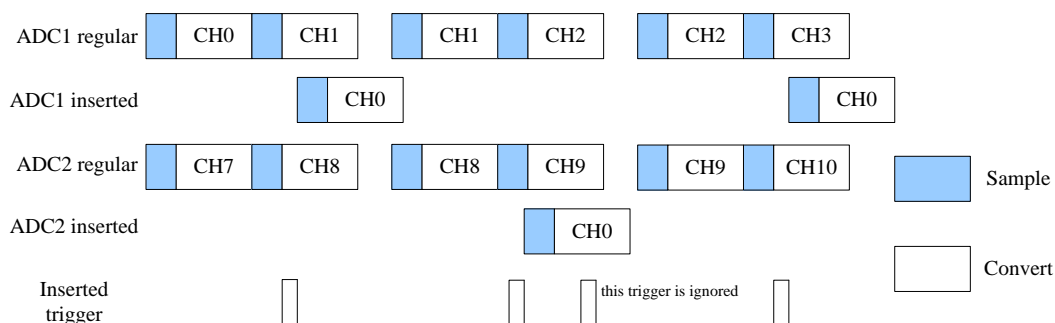 ADC1 regular CH0 CH1 CH1 CH2 CH2 CH3
ADC1 inserted CH0 CH0
ADC2 regular CH7 CH8 CH8 CH9 CH9 CH10
Sample
ADC2 inserted CH0
Convert
Inserted
trigger
this trigger is ignored